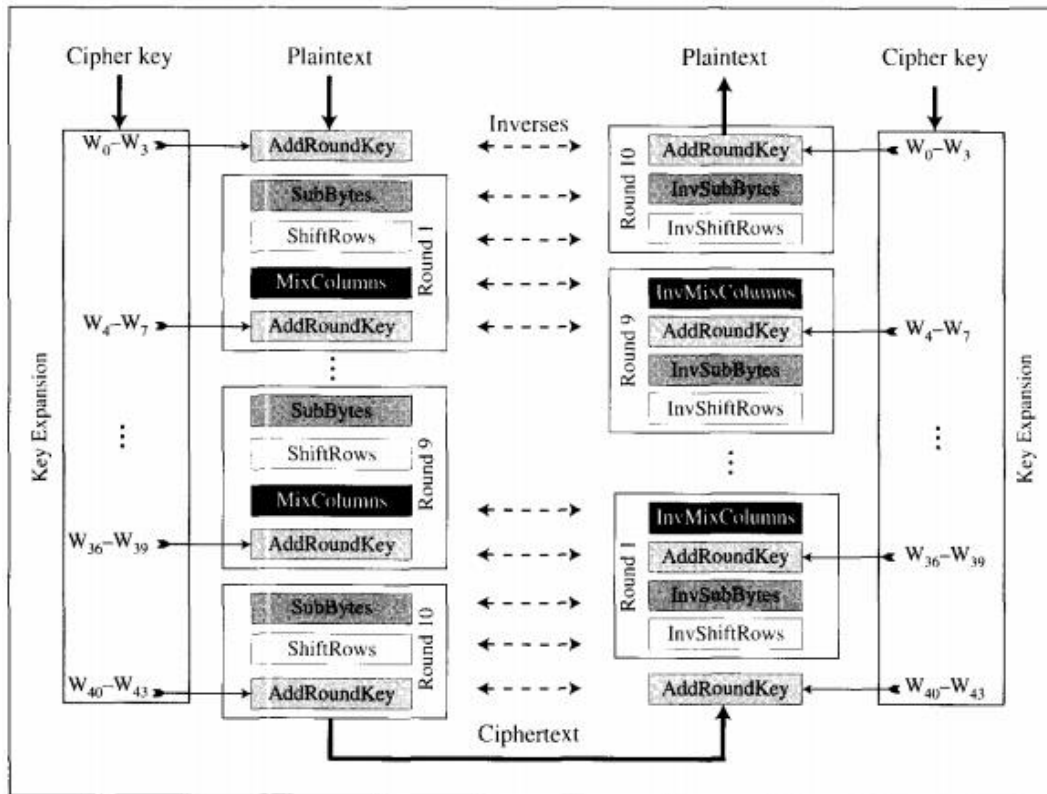 Cipher key
Plaintext
Plaintext
Cipher key
W0–W3
AddRoundKey
Inverses
AddRoundKey
W0–W3
SubBytes
ShiftRows
MixColumns
W4–W7
AddRoundKey
Round 1
InvSubBytes
InvShiftRows
Round 10
InvMixColumns
AddRoundKey
W4–W7
InvSubBytes
InvShiftRows
Round 9
Key Expansion
⋮
⋮
SubBytes
ShiftRows
MixColumns
W36–W39
AddRoundKey
Round 9
⋮
⋮
Key Expansion
InvMixColumns
AddRoundKey
W36–W39
InvSubBytes
InvShiftRows
Round 1
SubBytes
ShiftRows
W40–W43
AddRoundKey
Round 10
AddRoundKey
W40–W43
Ciphertext